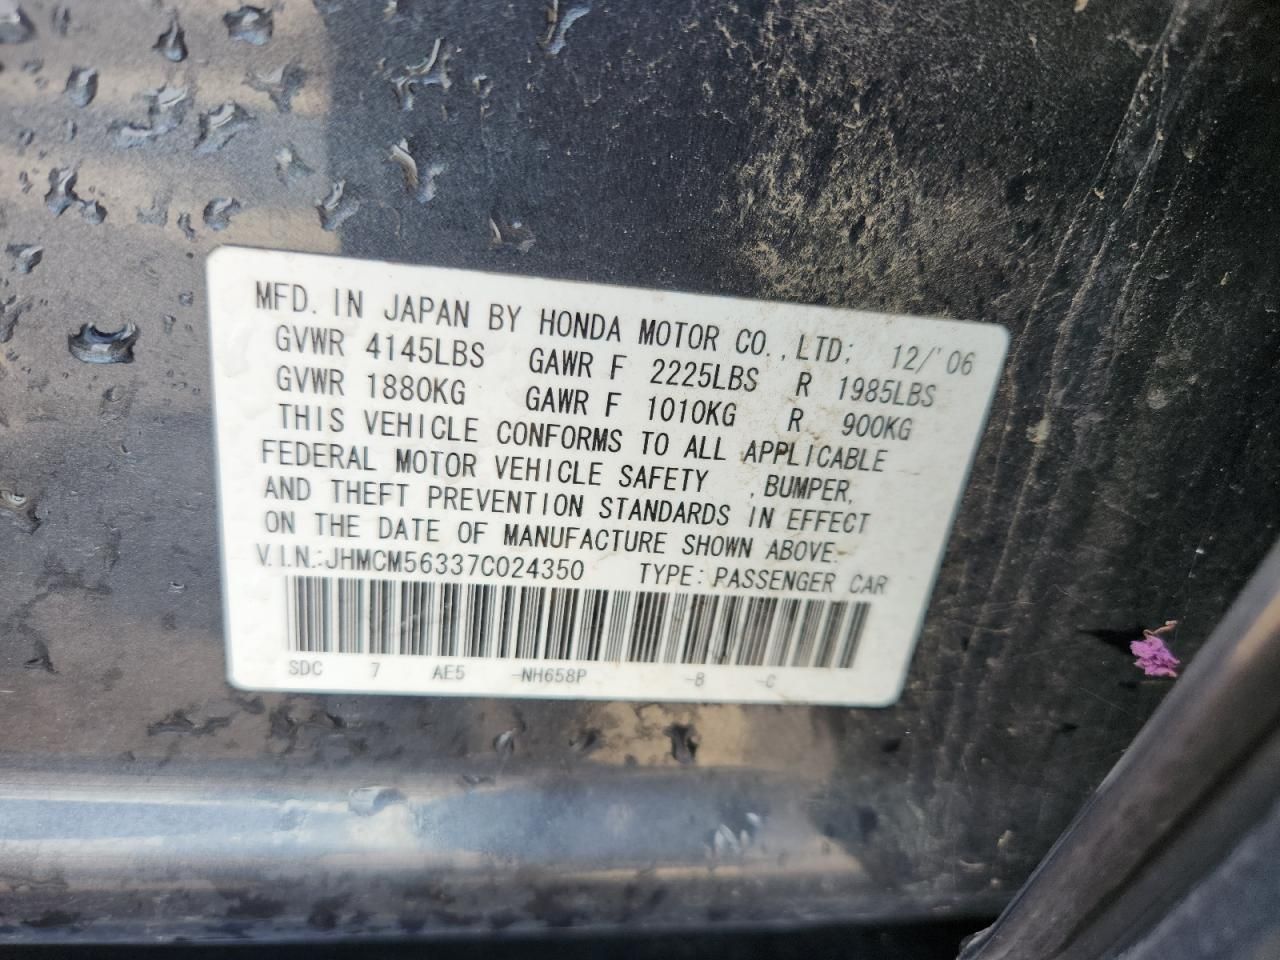 MFD. IN JAPAN BY HONDA MOTOR CO., LTD; 12/'06
GVWR 4145LBS GAWR F 2225LBS R 1985LBS
GVWR 1880KG GAWR F 1010KG R 900KG
THIS VEHICLE CONFORMS TO ALL APPLICABLE
FEDERAL MOTOR VEHICLE SAFETY , BUMPER,
AND THEFT PREVENTION STANDARDS IN EFFECT
ON THE DATE OF MANUFACTURE SHOWN ABOVE.
V.I.N.:JHMCM56337C024350 TYPE: PASSENGER CAR
SDC 7 AE5 -NH658P -B -C